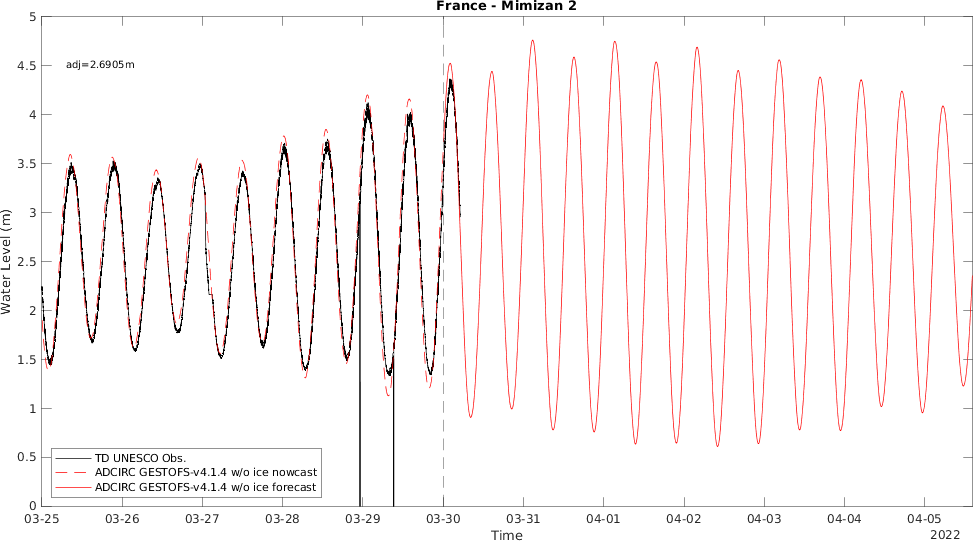 France - Mimizan 2
adj=2.6905m
5
4.5
4
3.5
3
2.5
2
1.5
1
0.5
0
Water Level (m)
TD UNESCO Obs.
ADCIRC GESTOFS-v4.1.4 w/o ice nowcast
ADCIRC GESTOFS-v4.1.4 w/o ice forecast
03-25 03-26 03-27 03-28 03-29 03-30 03-31 04-01 04-02 04-03 04-04 04-05
Time
2022